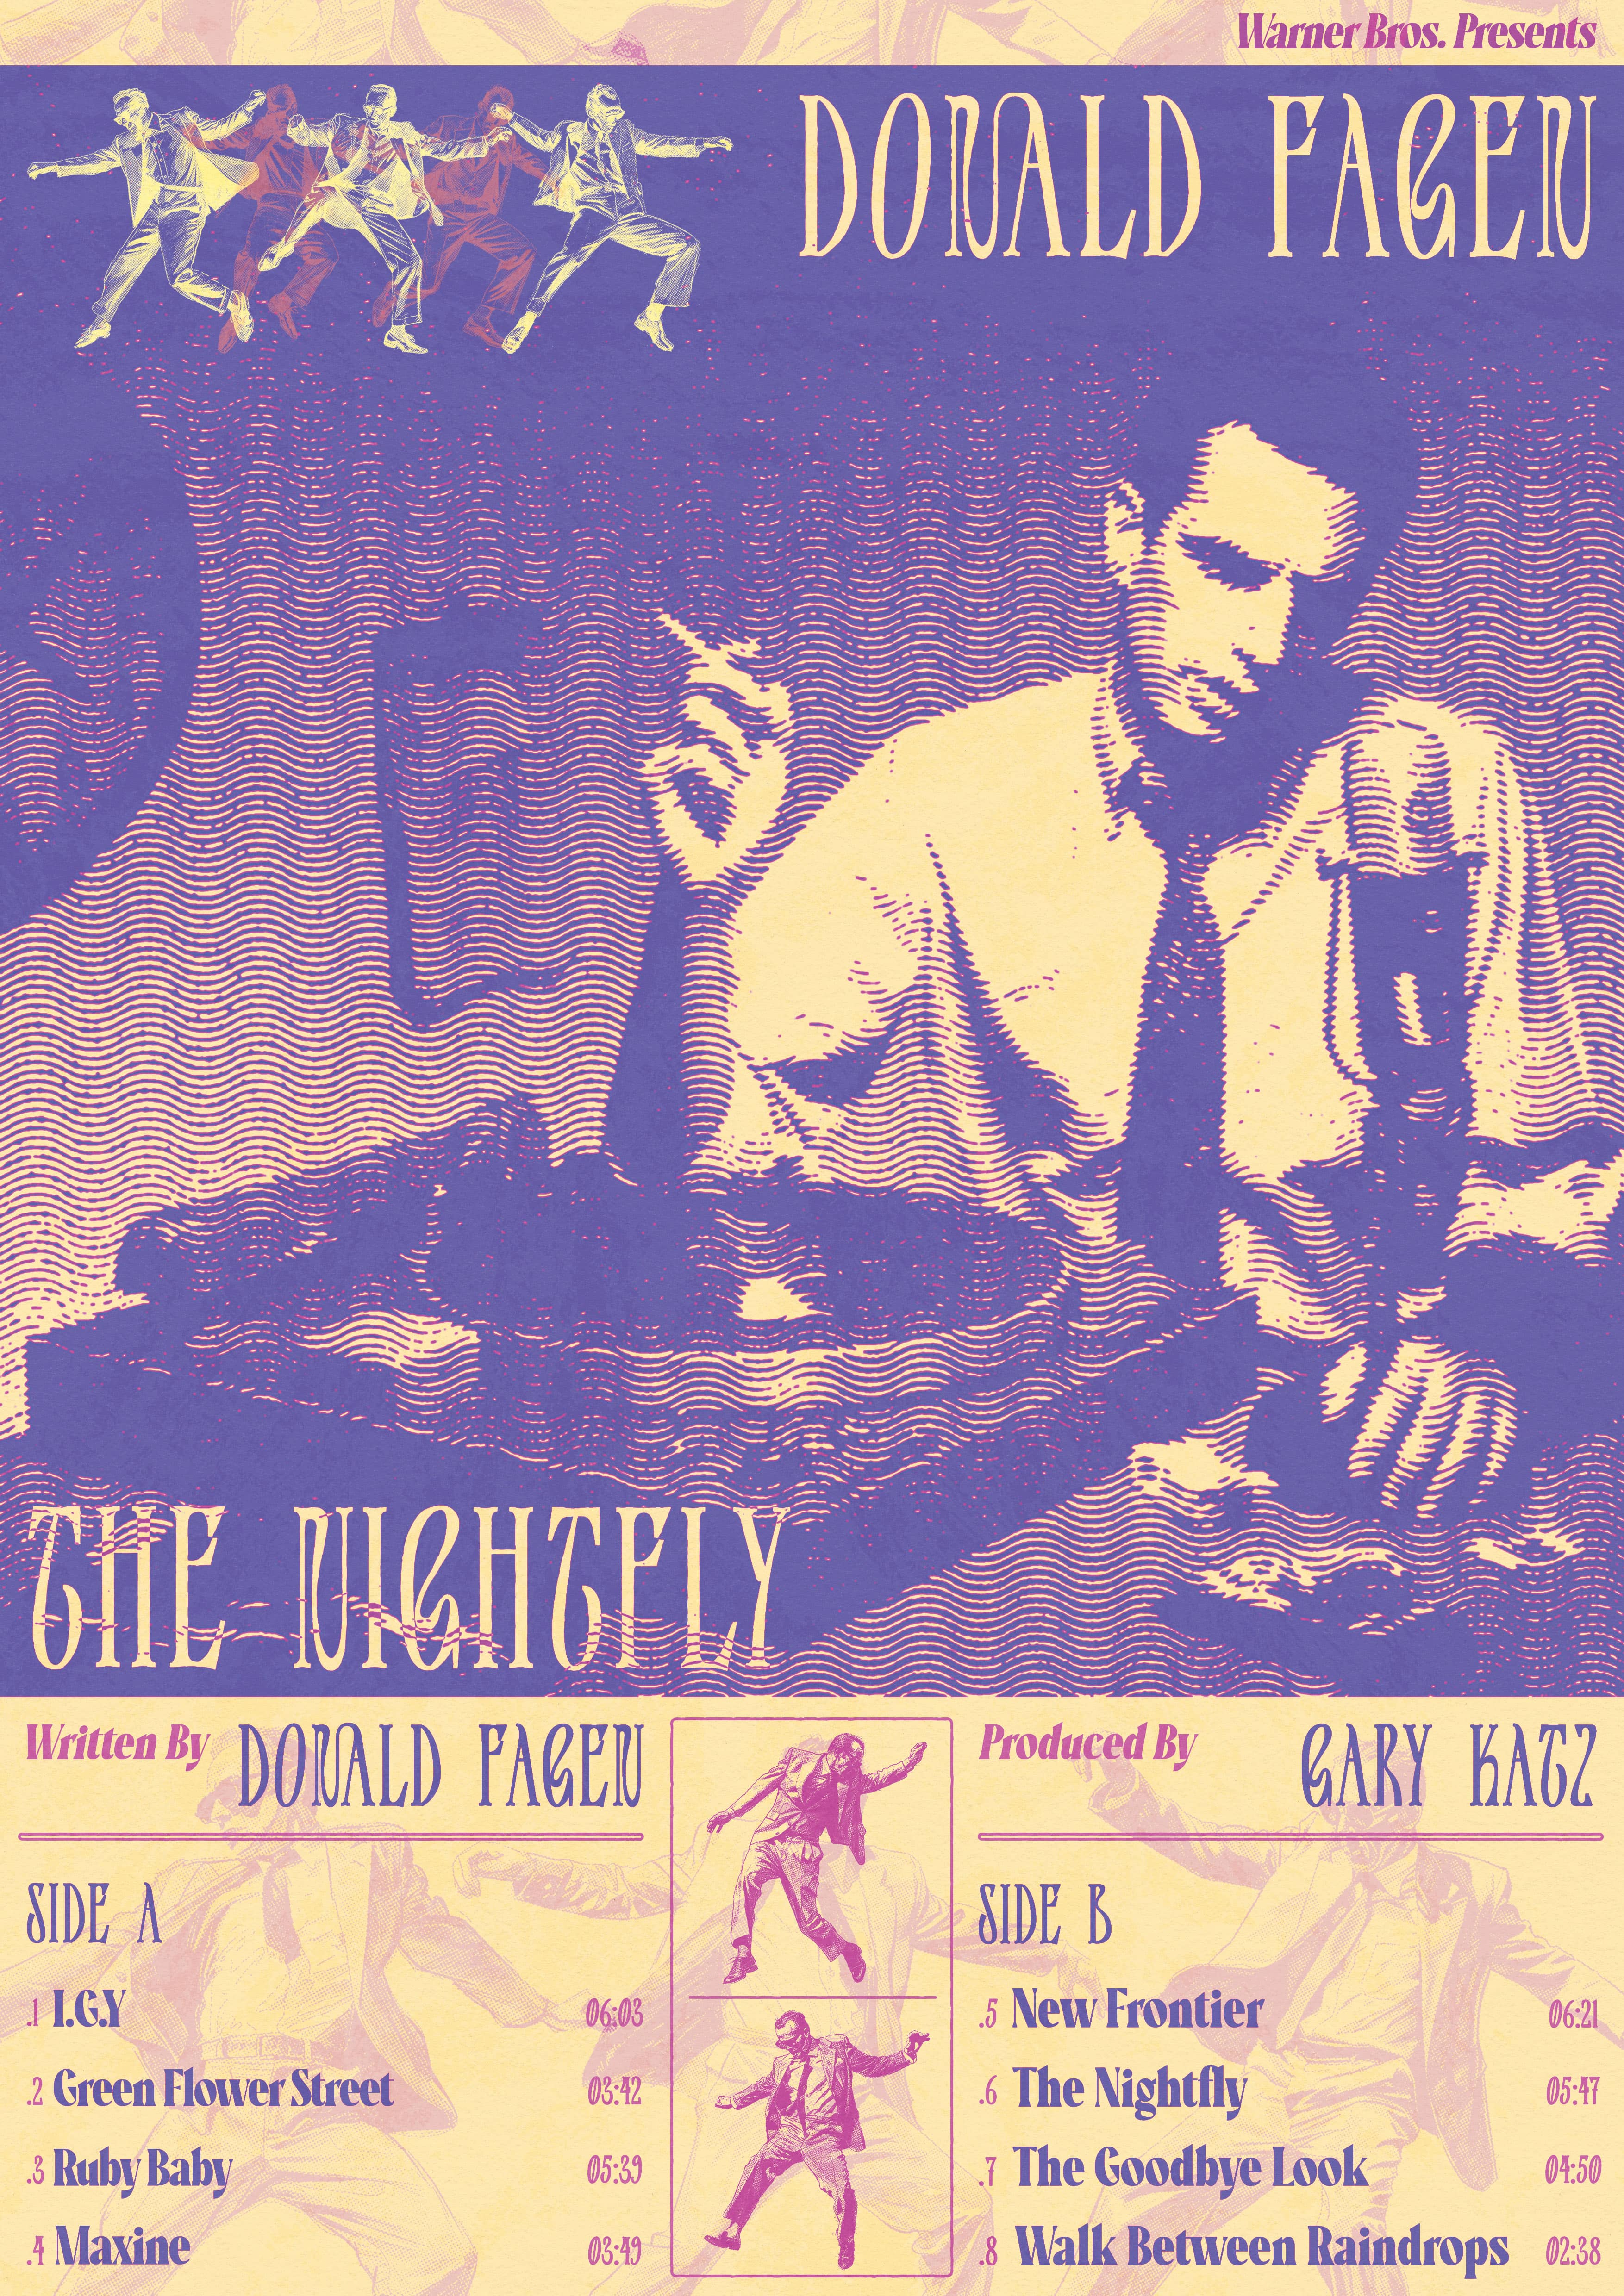 Warner Bros. Presents
DONALD FAGEN
THE NIGHTFLY
Written By DONALD FAGEN
SIDE A
.1 I.G.Y 06:03
.2 Green Flower Street 03:42
.3 Ruby Baby 05:39
.4 Maxine 03:49
Produced By GARY KATZ
SIDE B
.5 New Frontier 06:21
.6 The Nightfly 05:47
.7 The Goodbye Look 04:50
.8 Walk Between Raindrops 02:38